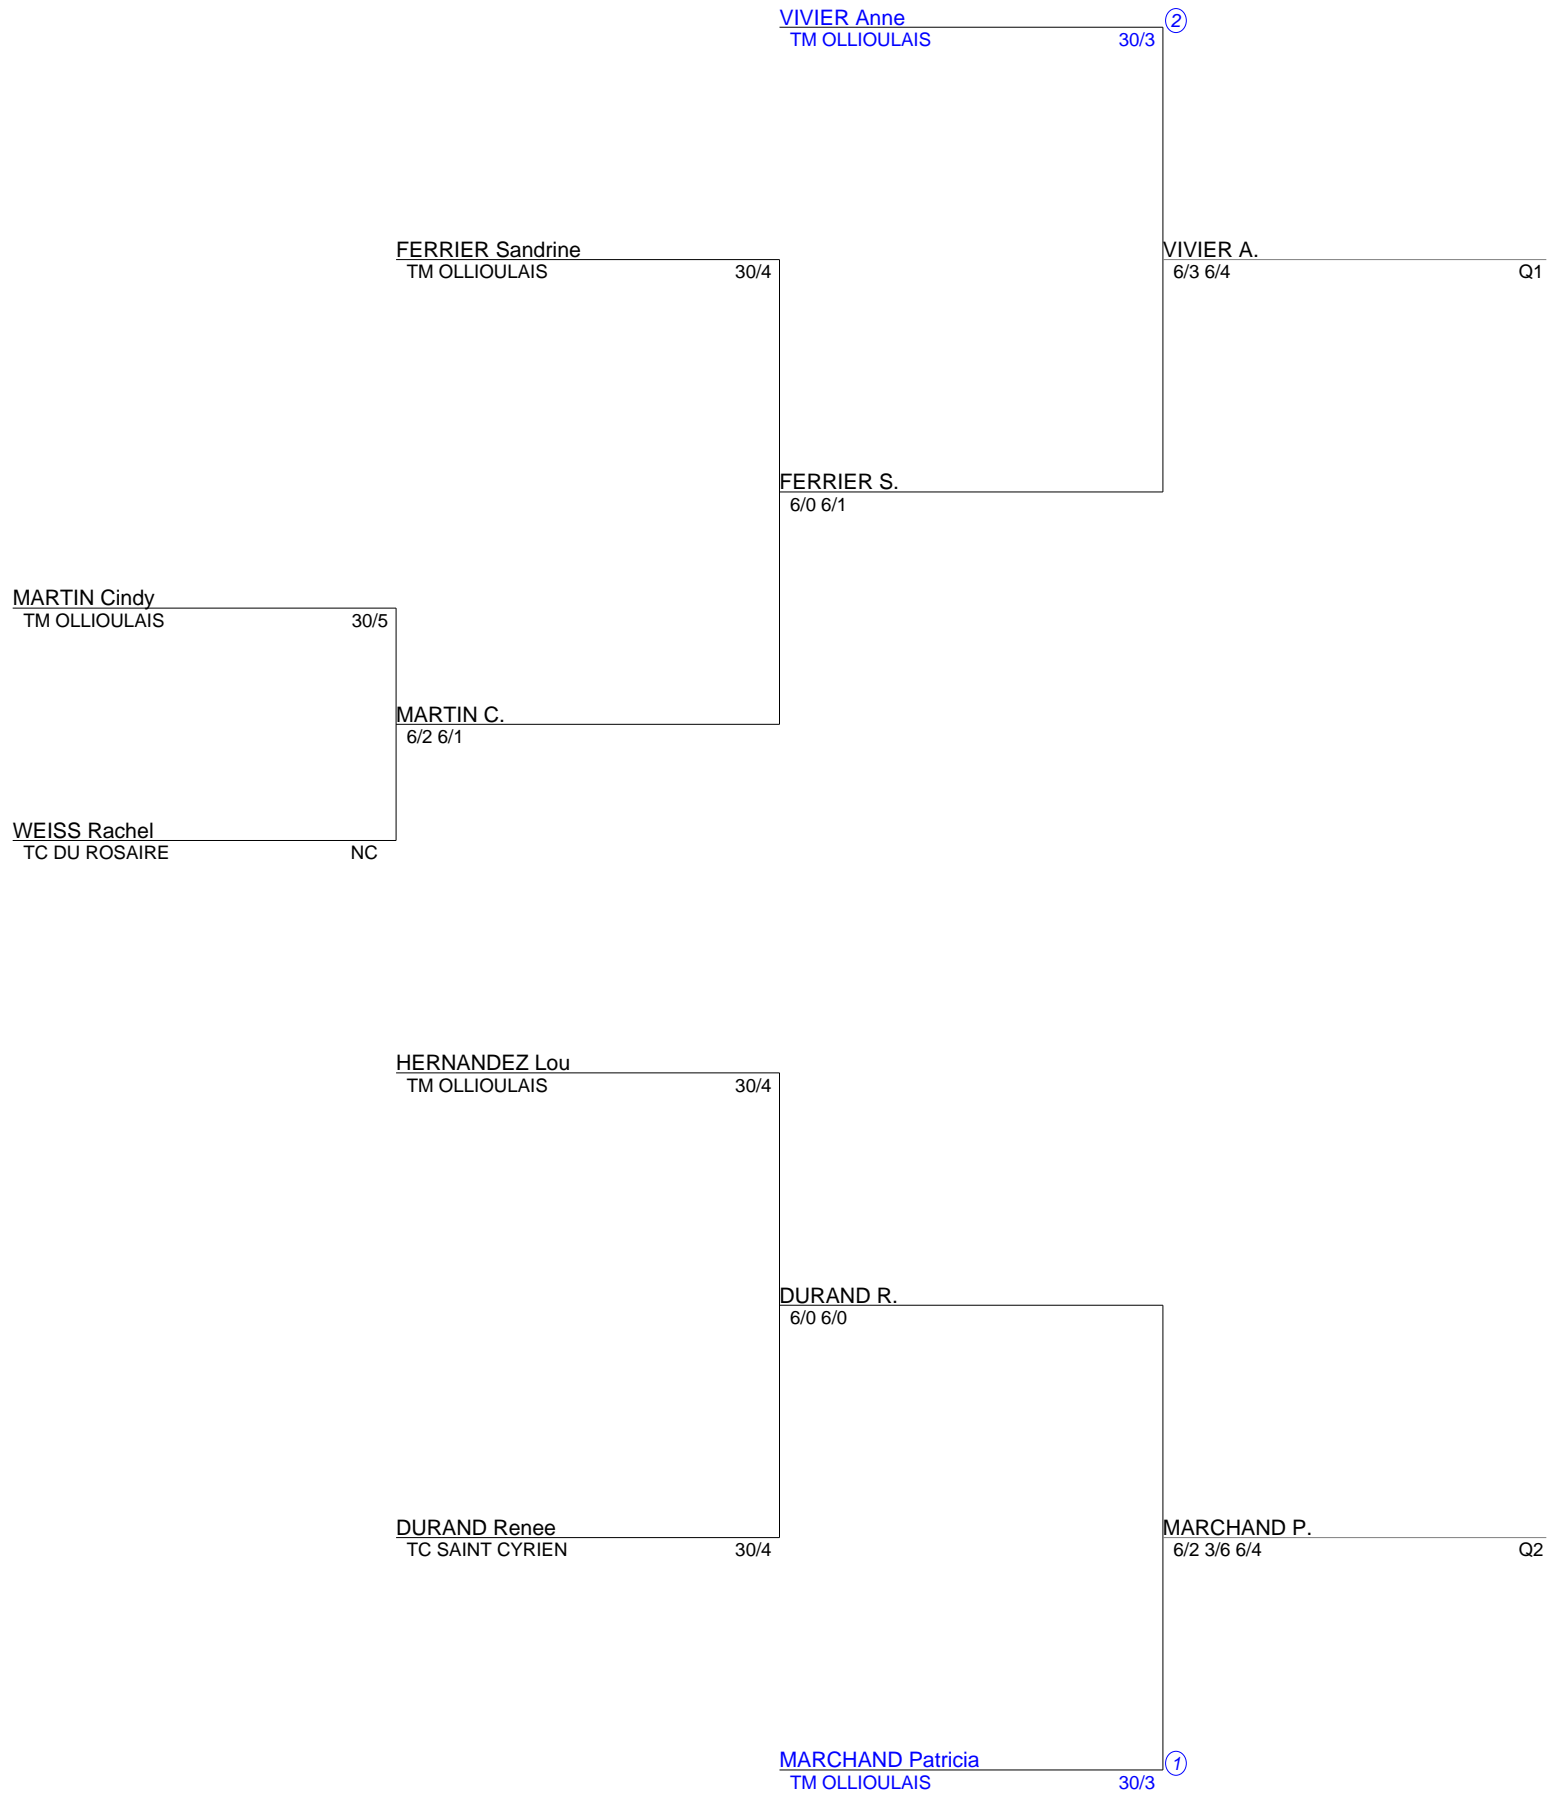 VIVIER Anne 2
TM OLLIOULAIS 30/3
FERRIER Sandrine VIVIER A.
TM OLLIOULAIS 30/4 6/3 6/4 Q1
FERRIER S.
6/0 6/1
MARTIN Cindy
TM OLLIOULAIS 30/5
MARTIN C.
6/2 6/1
WEISS Rachel
TC DU ROSAIRE NC
HERNANDEZ Lou
TM OLLIOULAIS 30/4
DURAND R.
6/0 6/0
DURAND Renee MARCHAND P.
TC SAINT CYRIEN 30/4 6/2 3/6 6/4 Q2
MARCHAND Patricia 1
TM OLLIOULAIS 30/3